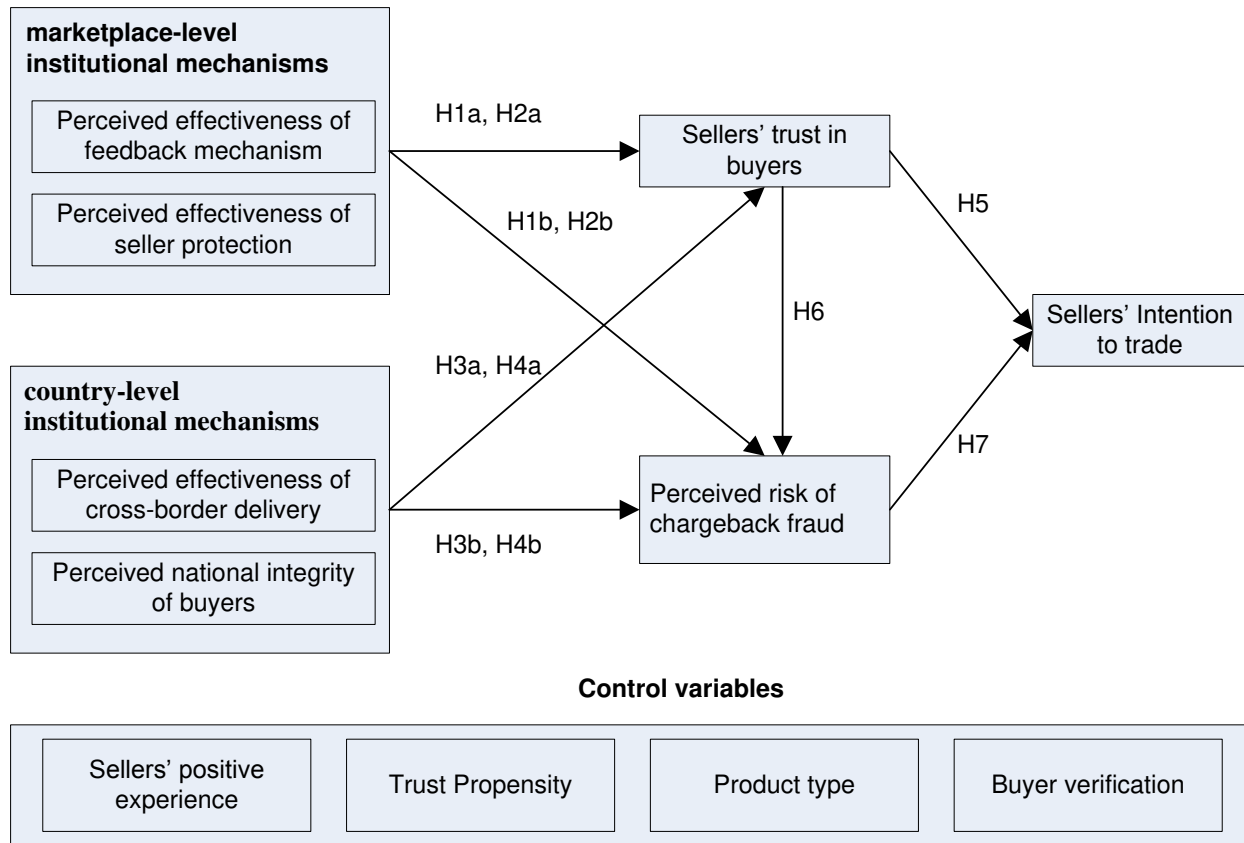 marketplace-level
institutional mechanisms
Perceived effectiveness of
feedback mechanism
Perceived effectiveness of
seller protection
country-level
institutional mechanisms
Perceived effectiveness of
cross-border delivery
Perceived national integrity
of buyers
H1a, H2a
H1b, H2b
H3a, H4a
H3b, H4b
Sellers’ trust in
buyers
H6
Perceived risk of
chargeback fraud
H5
H7
Sellers’ Intention
to trade
Control variables
Sellers’ positive
experience
Trust Propensity
Product type
Buyer verification